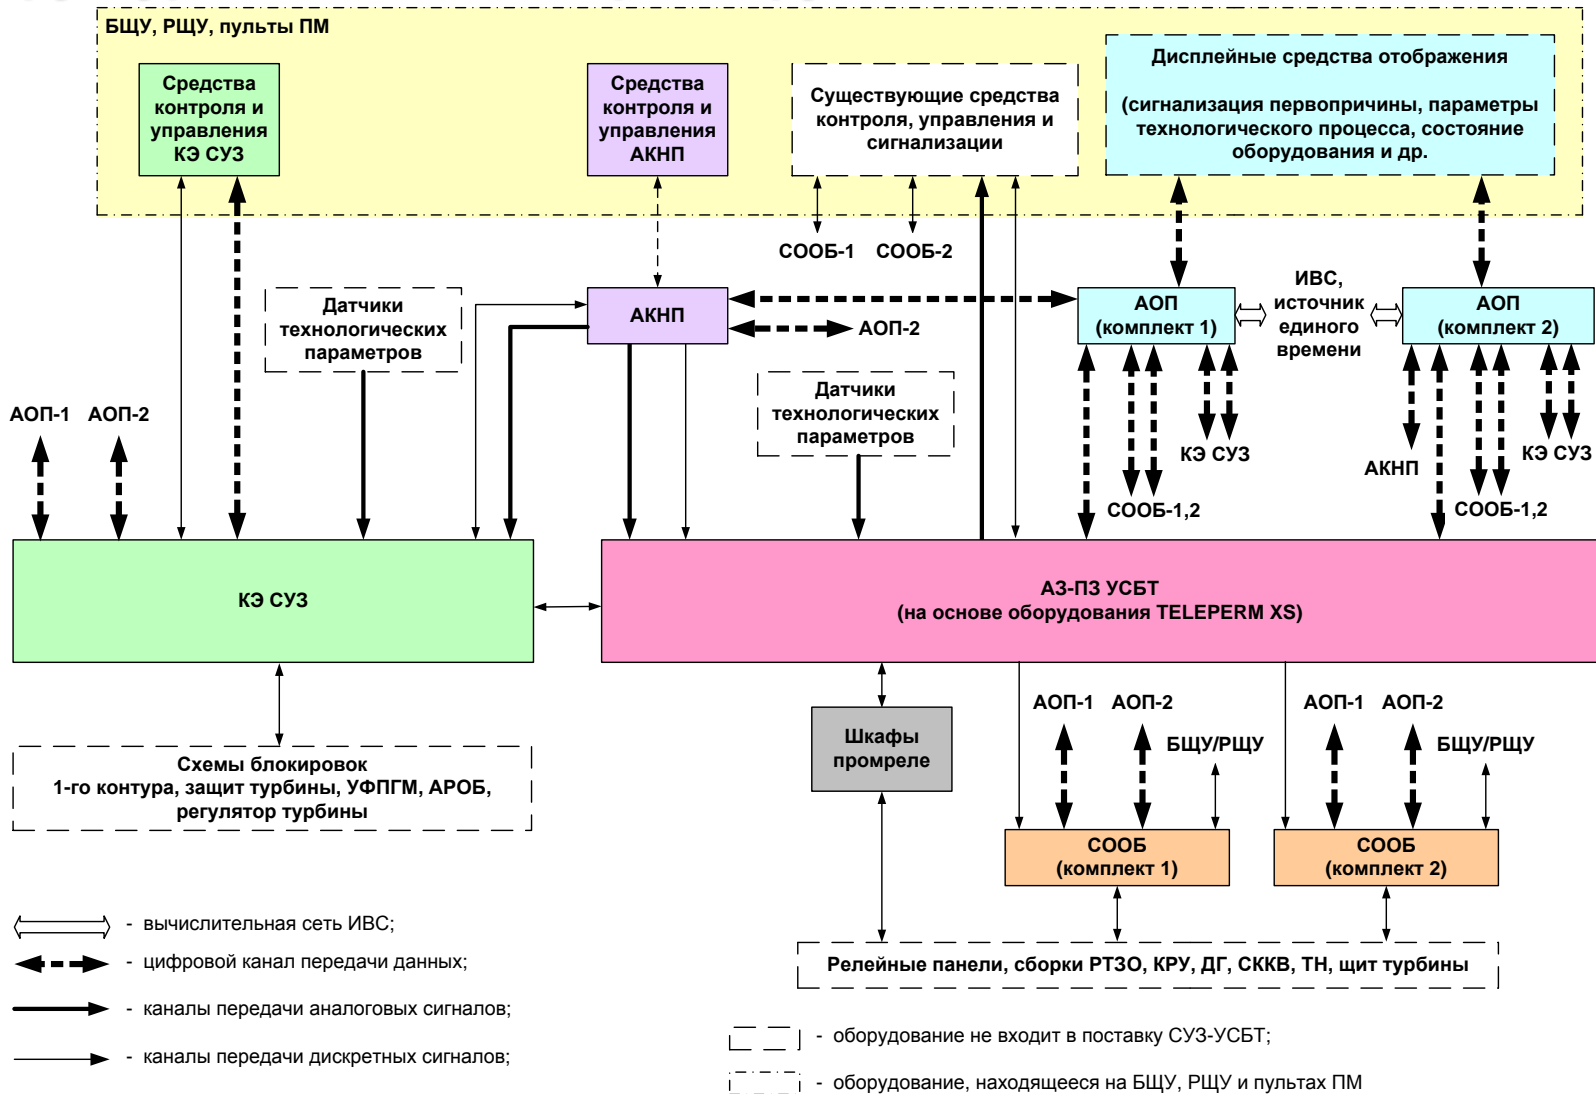 БЩУ, РЩУ, пульты ПМ
Средства
контроля и
управления
КЭ СУЗ
Средства
контроля и
управления
АКНП
Существующие средства
контроля, управления и
сигнализации
Дисплейные средства отображения
(сигнализация первопричины, параметры
технологического процесса, состояние
оборудования и др.
СООБ-1
СООБ-2
Датчики
технологических
параметров
АКНП
АОП-2
АОП
(комплект 1)
ИВС,
источник
единого
времени
АОП
(комплект 2)
Датчики
технологических
параметров
АОП-1
АОП-2
КЭ СУЗ
СООБ-1,2
АКНП
КЭ СУЗ
СООБ-1,2
КЭ СУЗ
АЗ-ПЗ УСБТ
(на основе оборудования TELEPERM XS)
Схемы блокировок
1-го контура, защит турбины, УФПГМ, АРОБ,
регулятор турбины
Шкафы
промреле
АОП-1
АОП-2
БЩУ/РЩУ
АОП-1
АОП-2
БЩУ/РЩУ
СООБ
(комплект 1)
СООБ
(комплект 2)
Релейные панели, сборки РТЗО, КРУ, ДГ, СККВ, ТН, щит турбины
- вычислительная сеть ИВС;
- цифровой канал передачи данных;
- каналы передачи аналоговых сигналов;
- каналы передачи дискретных сигналов;
- оборудование не входит в поставку СУЗ-УСБТ;
- оборудование, находящееся на БЩУ, РЩУ и пультах ПМ